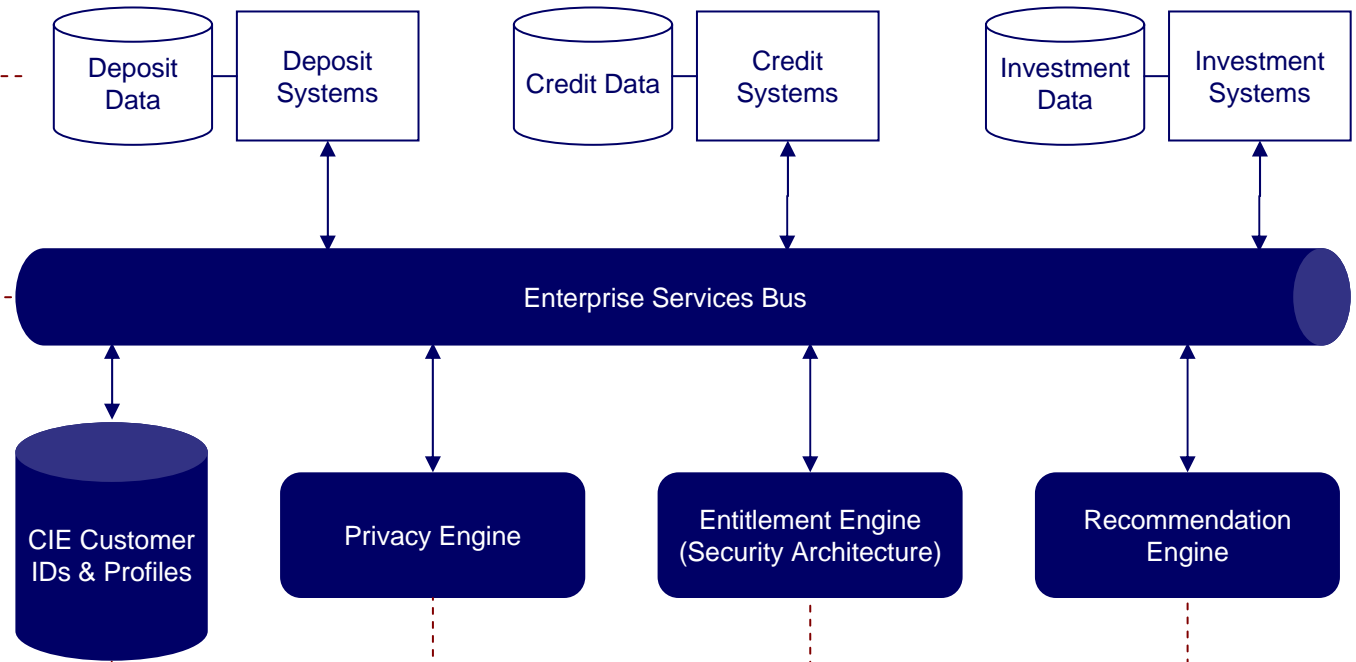 Deposit
Data
Deposit
Systems
Credit Data
Credit
Systems
Investment
Data
Investment
Systems
Enterprise Services Bus
CIE Customer
IDs & Profiles
Privacy Engine
Entitlement Engine
(Security Architecture)
Recommendation
Engine